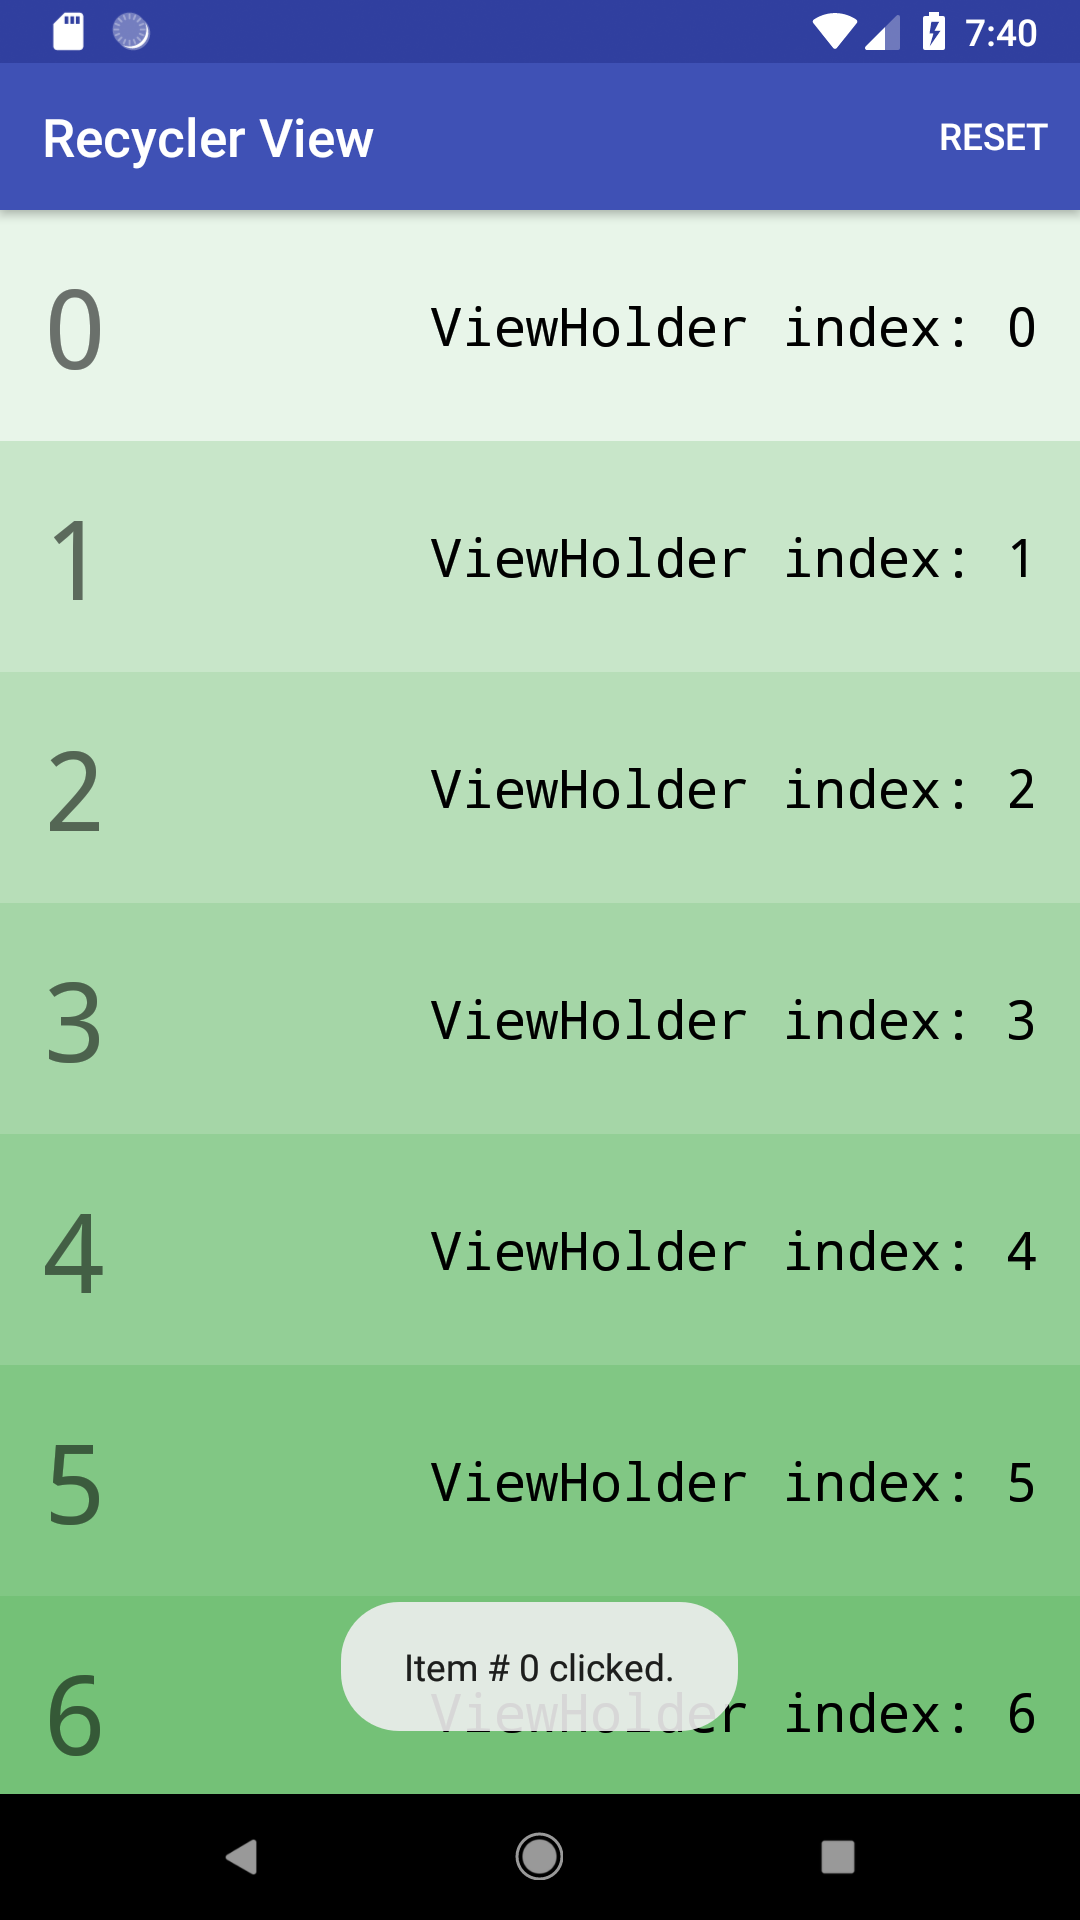 7:40
Recycler View RESET
0 ViewHolder index: 0
1 ViewHolder index: 1
2 ViewHolder index: 2
3 ViewHolder index: 3
4 ViewHolder index: 4
5 ViewHolder index: 5
Item # 0 clicked.
6 ViewHolder index: 6